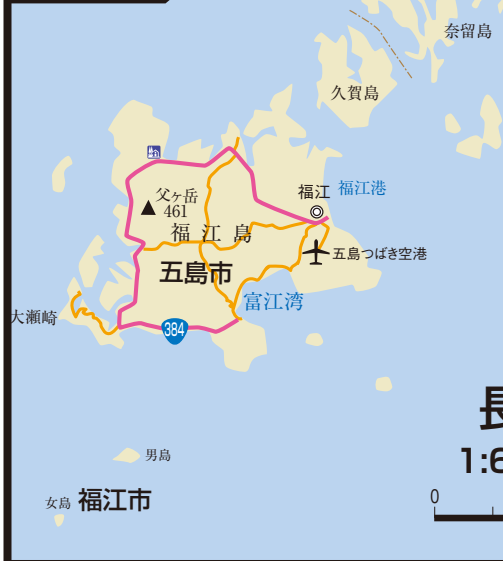 奈留島
久賀島
父ヶ岳
461
福江
福江港
福江島
五島つばき空港
五島市
富江湾
大瀬崎
384
長
1:6
男島
女島
福江市
0